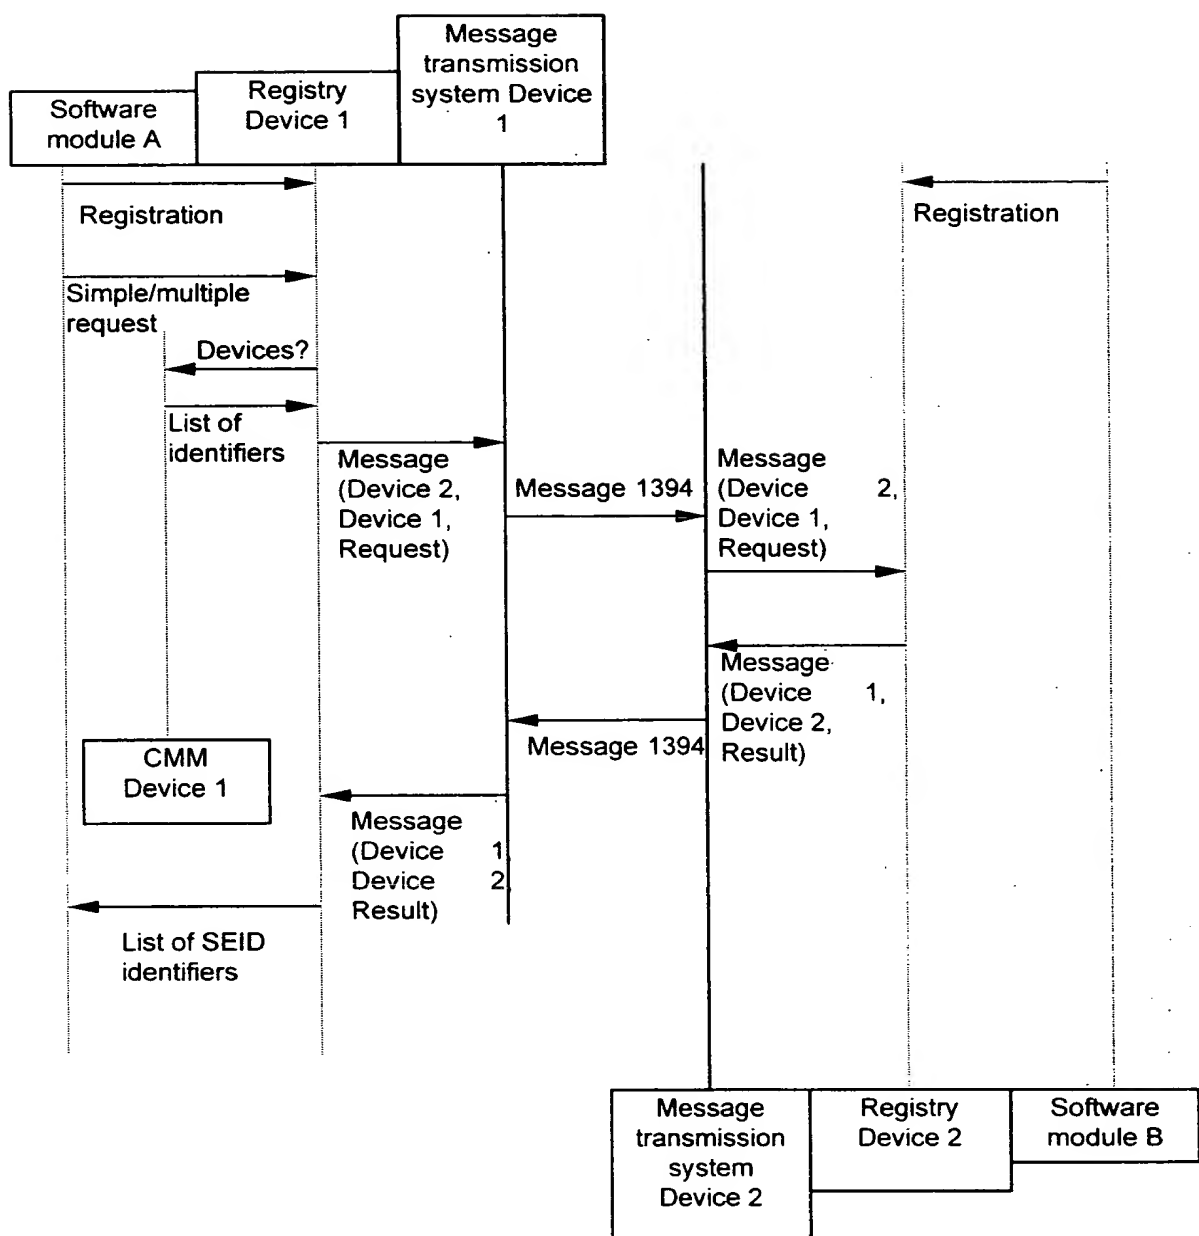 Message
transmission
system Device
1
Registry
Device 1
Software
module A
Registration
Registration
Simple/multiple
request
Devices?
List of
identifiers
Message
(Device 2,
Device 1,
Request)
Message 1394
Message
(Device 2,
Device 1,
Request)
Message
(Device 1,
Device 2,
Result)
Message 1394
CMM
Device 1
Message
(Device 1
Device 2
Result)
List of SEID
identifiers
Message
transmission
system
Device 2
Registry
Device 2
Software
module B